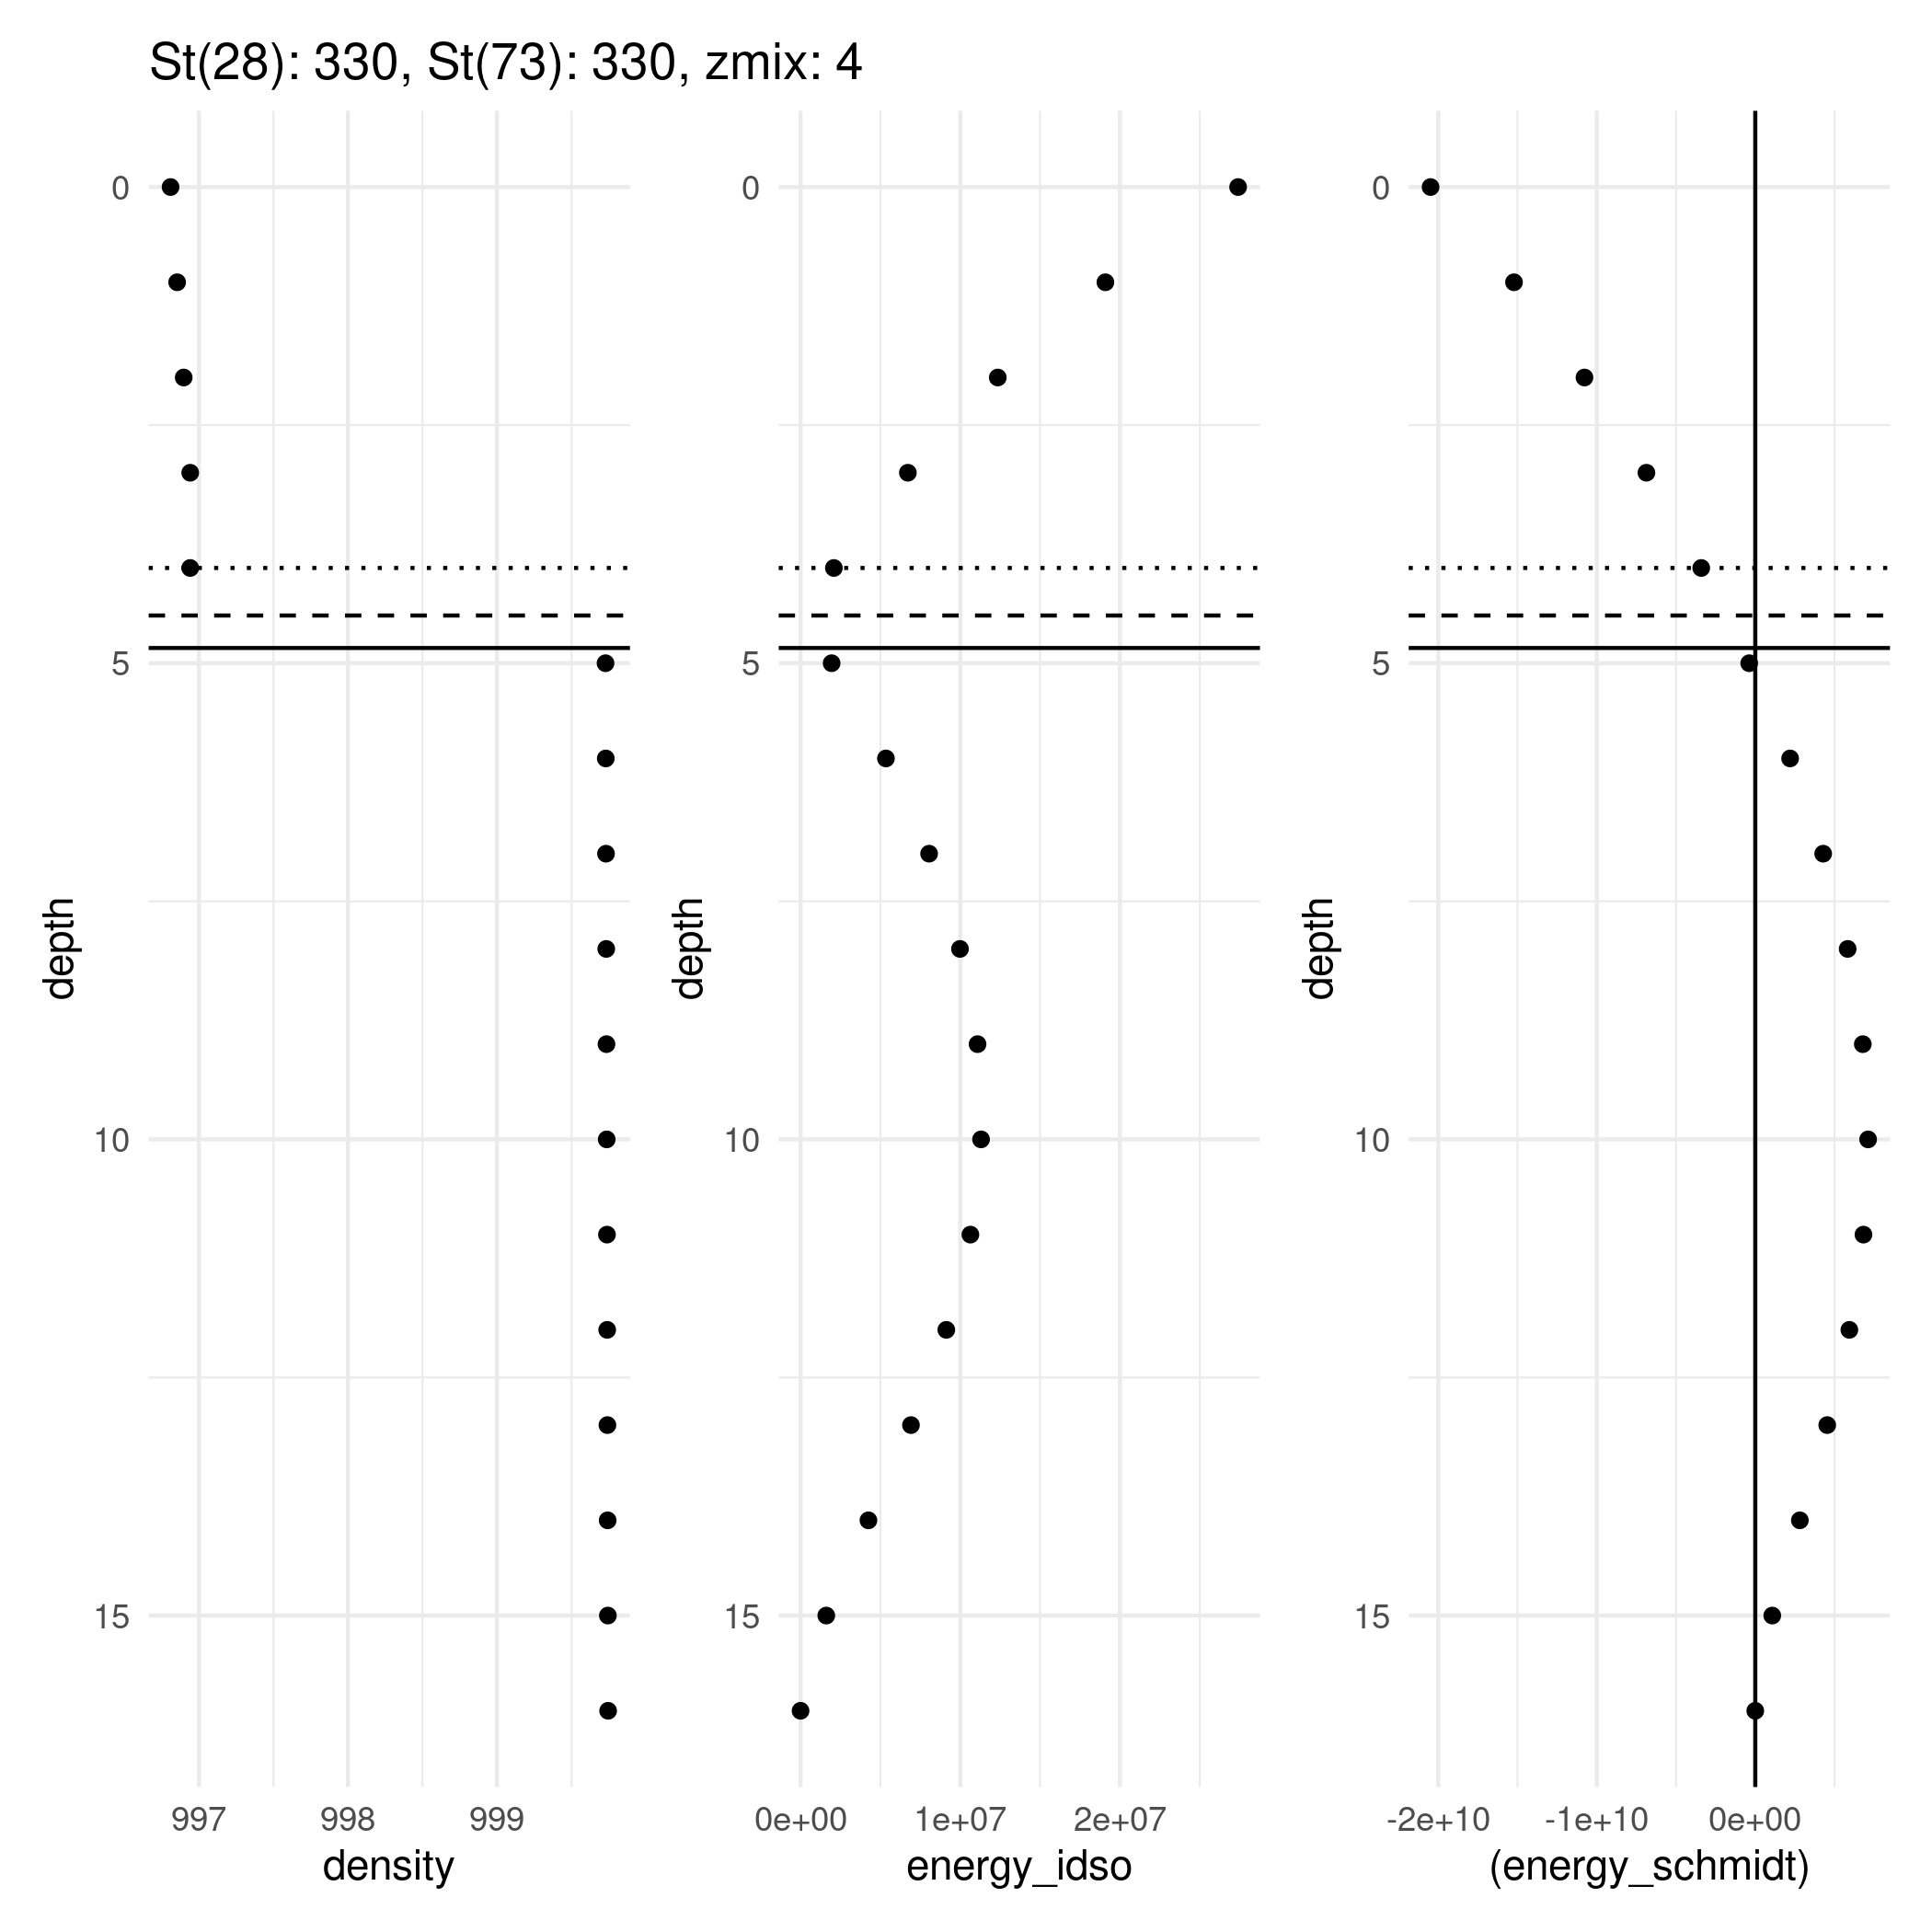 St(28): 330, St(73): 330, zmix: 4
0
5
10
15
depth
997 998 999
density
0
5
10
15
depth
0e+00 1e+07 2e+07
energy_idso
0
5
10
15
depth
-2e+10 -1e+10 0e+00
(energy_schmidt)